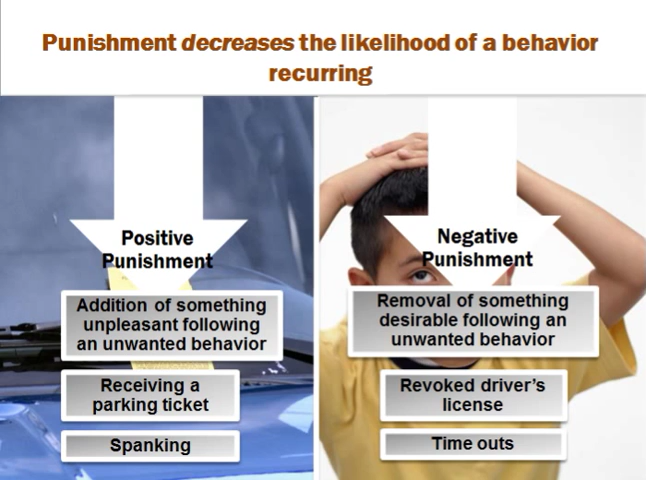 Punishment decreases the likelihood of a behavior
recurring
Positive
Punishment
Addition of something
unpleasant following
an unwanted behavior
Receiving a
parking ticket
Spanking
Negative
Punishment
Removal of something
desirable following an
unwanted behavior
Revoked driver's
license
Time outs